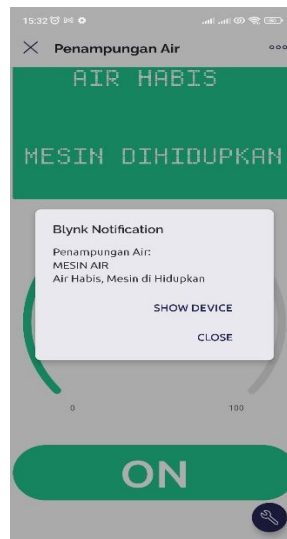 15:32
Penampungan Air
AIR HABIS
MESIN DIHIDUPKAN
Blynk Notification
Penampungan Air:
MESIN AIR
Air Habis, Mesin di Hidupkan
SHOW DEVICE
CLOSE
0
100
ON